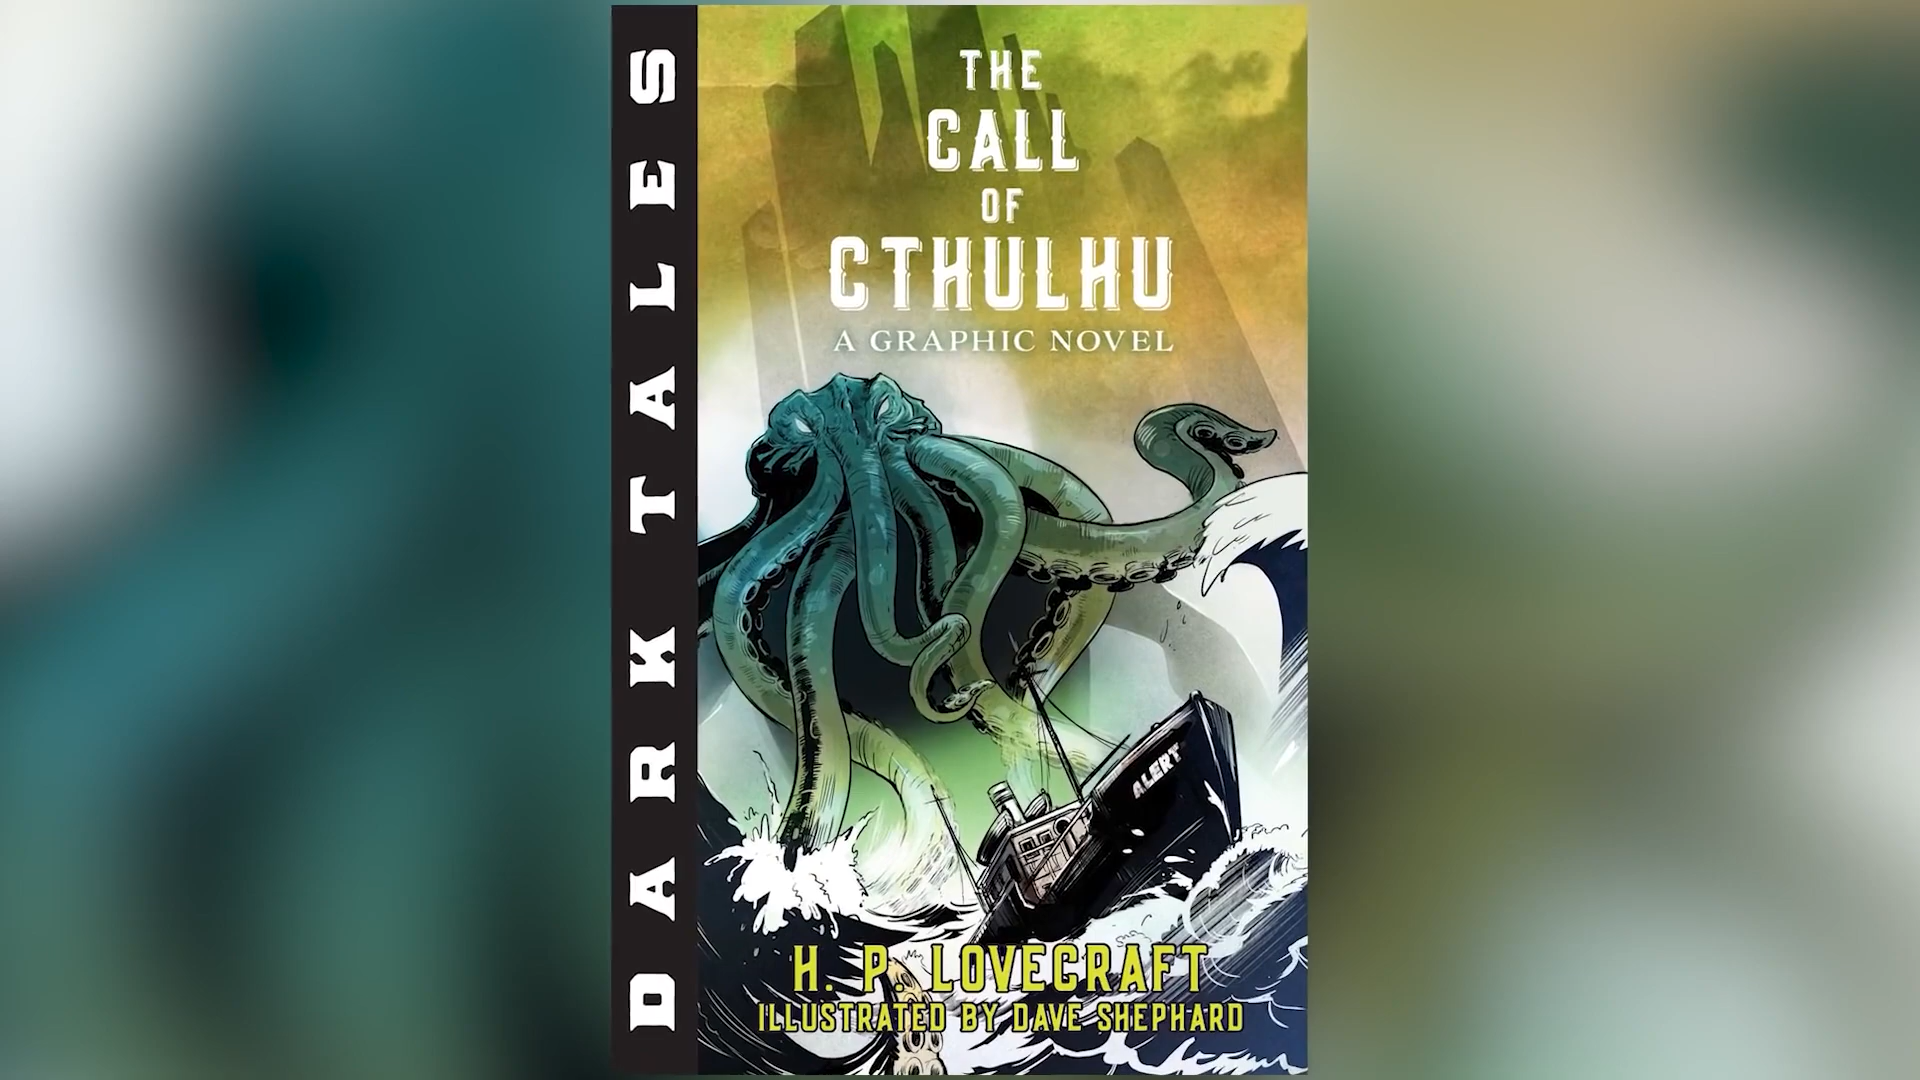 DARK TALES
THE
CALL
OF
CTHULHU
A GRAPHIC NOVEL
ALERT
H. P. LOVECRAFT
ILLUSTRATED BY DAVE SHEPHARD